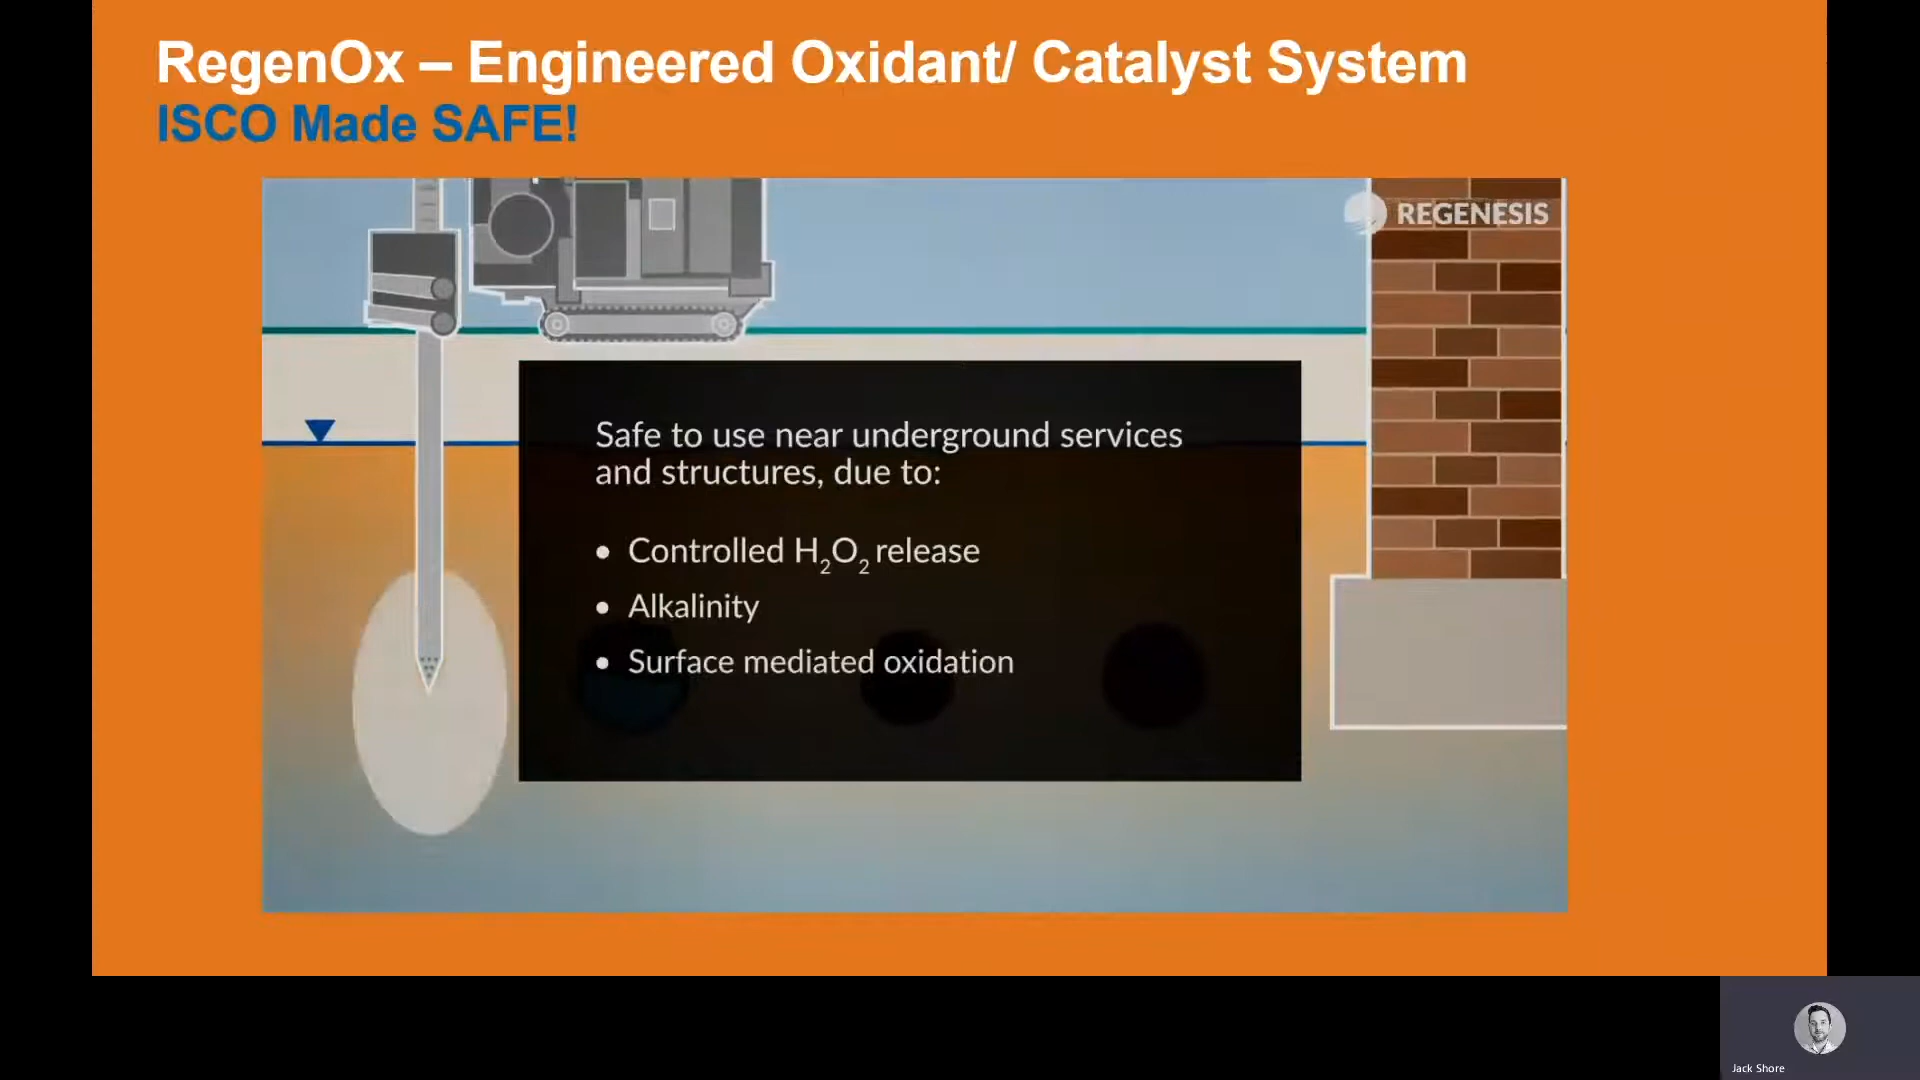 RegenOx – Engineered Oxidant/ Catalyst System
ISCO Made SAFE!
REGENESIS
Safe to use near underground services
and structures, due to:
• Controlled H₂O₂ release
• Alkalinity
• Surface mediated oxidation
Jack Shore